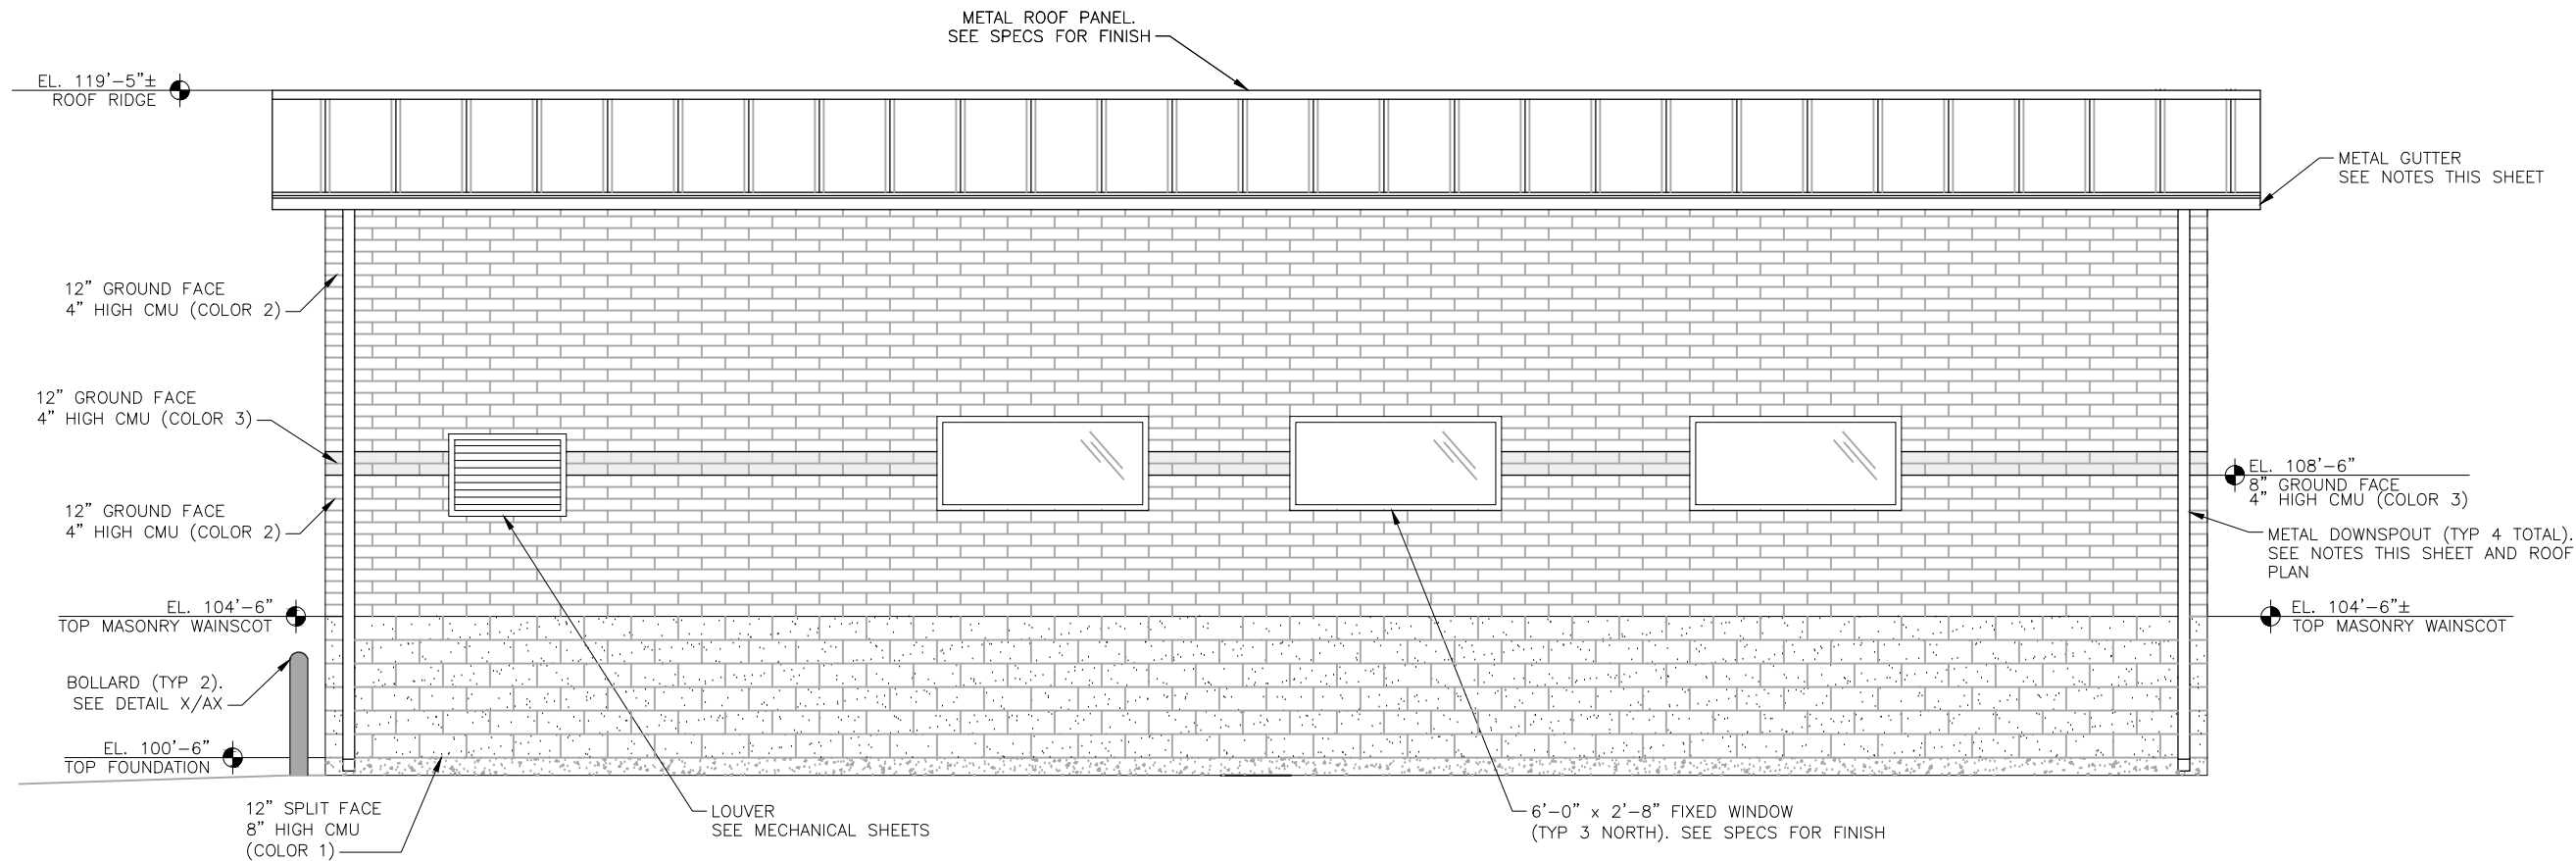 METAL ROOF PANEL.
SEE SPECS FOR FINISH
EL. 119'-5"±
ROOF RIDGE
METAL GUTTER
SEE NOTES THIS SHEET
12" GROUND FACE
4" HIGH CMU (COLOR 2)
12" GROUND FACE
4" HIGH CMU (COLOR 3)
12" GROUND FACE
4" HIGH CMU (COLOR 2)
EL. 108'-6"
8" GROUND FACE
4" HIGH CMU (COLOR 3)
METAL DOWNSPOUT (TYP 4 TOTAL).
SEE NOTES THIS SHEET AND ROOF
PLAN
EL. 104'-6"
TOP MASONRY WAINSCOT
EL. 104'-6"±
TOP MASONRY WAINSCOT
BOLLARD (TYP 2).
SEE DETAIL X/AX
EL. 100'-6"
TOP FOUNDATION
12" SPLIT FACE
8" HIGH CMU
(COLOR 1)
LOUVER
SEE MECHANICAL SHEETS
6'-0" x 2'-8" FIXED WINDOW
(TYP 3 NORTH). SEE SPECS FOR FINISH